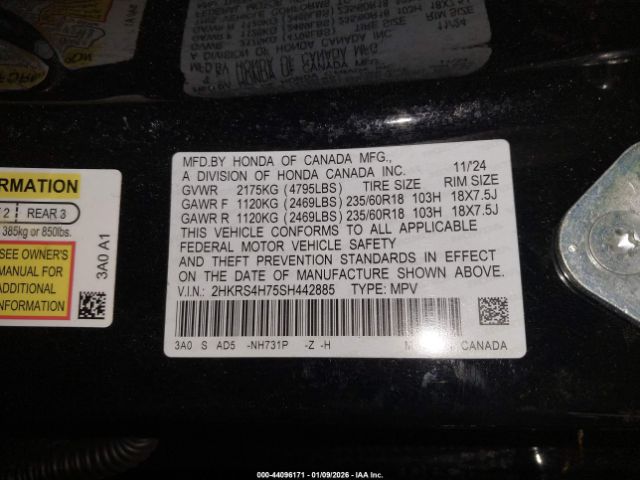 MFD.BY HONDA OF CANADA MFG.,
A DIVISION OF HONDA CANADA INC. 11/'24
GVWR 2175KG (4795LBS) TIRE SIZE RIM SIZE
GAWR F 1120KG (2469LBS) 235/60R18 103H 18X7.5J
GAWR R 1120KG (2469LBS) 235/60R18 103H 18X7.5J
THIS VEHICLE CONFORMS TO ALL APPLICABLE
FEDERAL MOTOR VEHICLE SAFETY
AND THEFT PREVENTION STANDARDS IN EFFECT
ON THE DATE OF MANUFACTURE SHOWN ABOVE.
V.I.N.: 2HKRS4H75SH442885 TYPE: MPV
3A0 S AD5 -NH731P -Z -H CANADA
ORMATION
2 REAR 3
385kg or 850lbs.
SEE OWNER'S
MANUAL FOR
ADDITIONAL
INFORMATION
3A0 A1
000-44096171 - 01/09/2026 - IAA Inc.